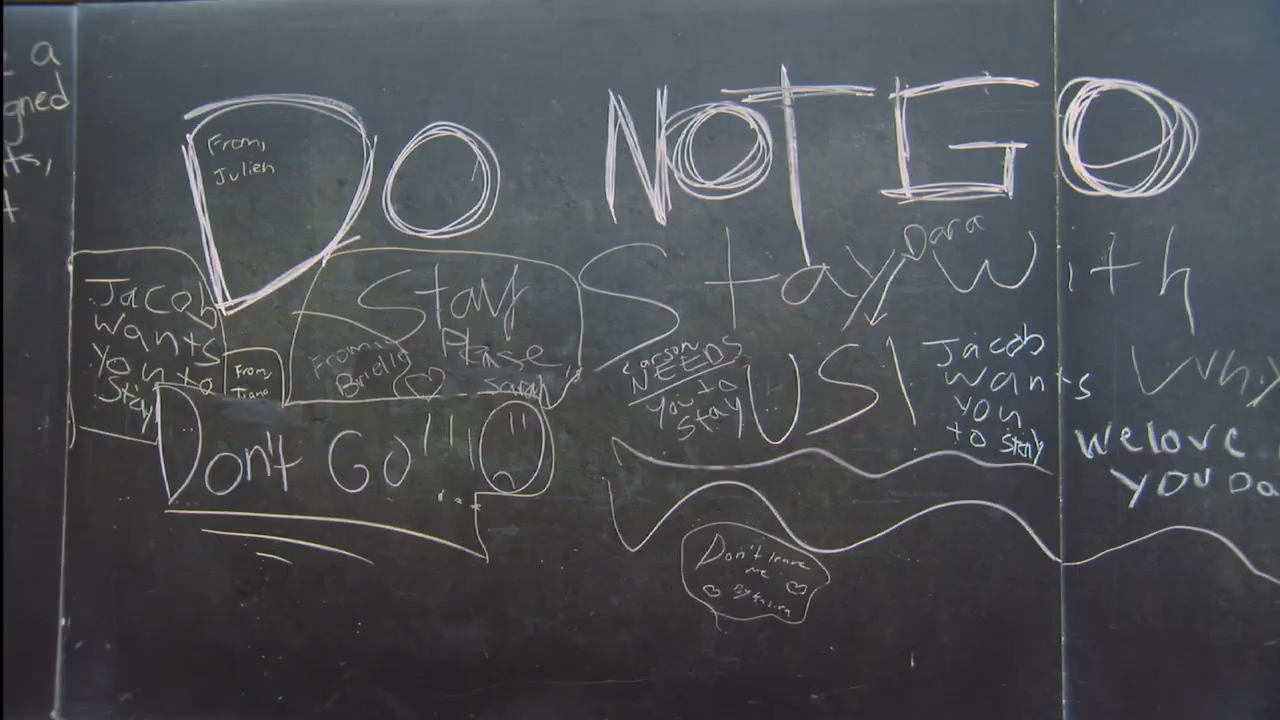 a
gned
DO NOT GO
From,
Julien
Dara
Stay With
US!
Jacob
wants
you to
Stay
From,
Tiana
Stay
Please
Sarah
From,
Brielle
Carson
NEEDS
you to
stay
Jacob
wants
you
to stay
Why
We love
you Da
Don't Go!!
Don't leave
me
By